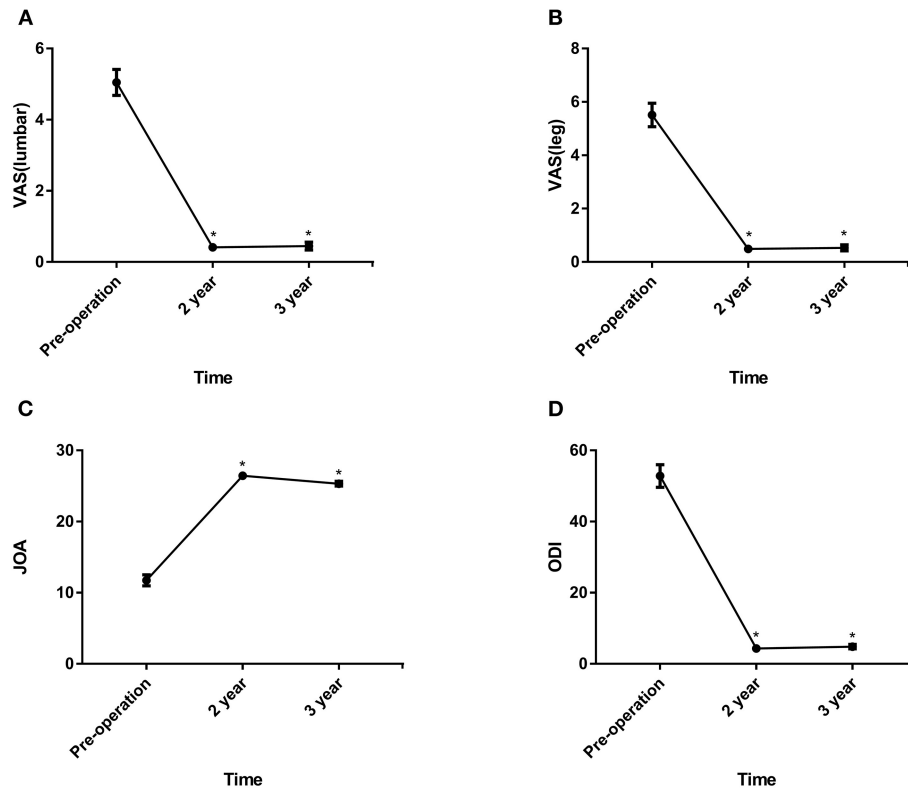 A
6
4
2
0
VAS(lumbar)
*
*
Pre-operation
2 year
3 year
Time
B
8
6
4
2
0
VAS(leg)
*
*
Pre-operation
2 year
3 year
Time
C
30
20
10
0
JOA
*
*
Pre-operation
2 year
3 year
Time
D
60
40
20
0
ODI
*
*
Pre-operation
2 year
3 year
Time